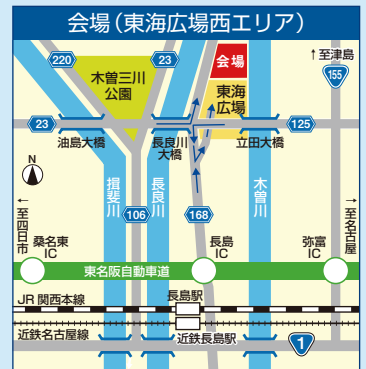 会場(東海広場西エリア)
220
23
会場
↑至津島
155
木曽三川
公園
東海
広場
23
125
油島大橋
長良川
大橋
立田大橋
N
揖斐川
長良川
木曽川
106
168
←至四日市
→至名古屋
桑名東
IC
長島
IC
弥富
IC
東名阪自動車道
JR関西本線
長島駅
近鉄名古屋線
近鉄長島駅
1